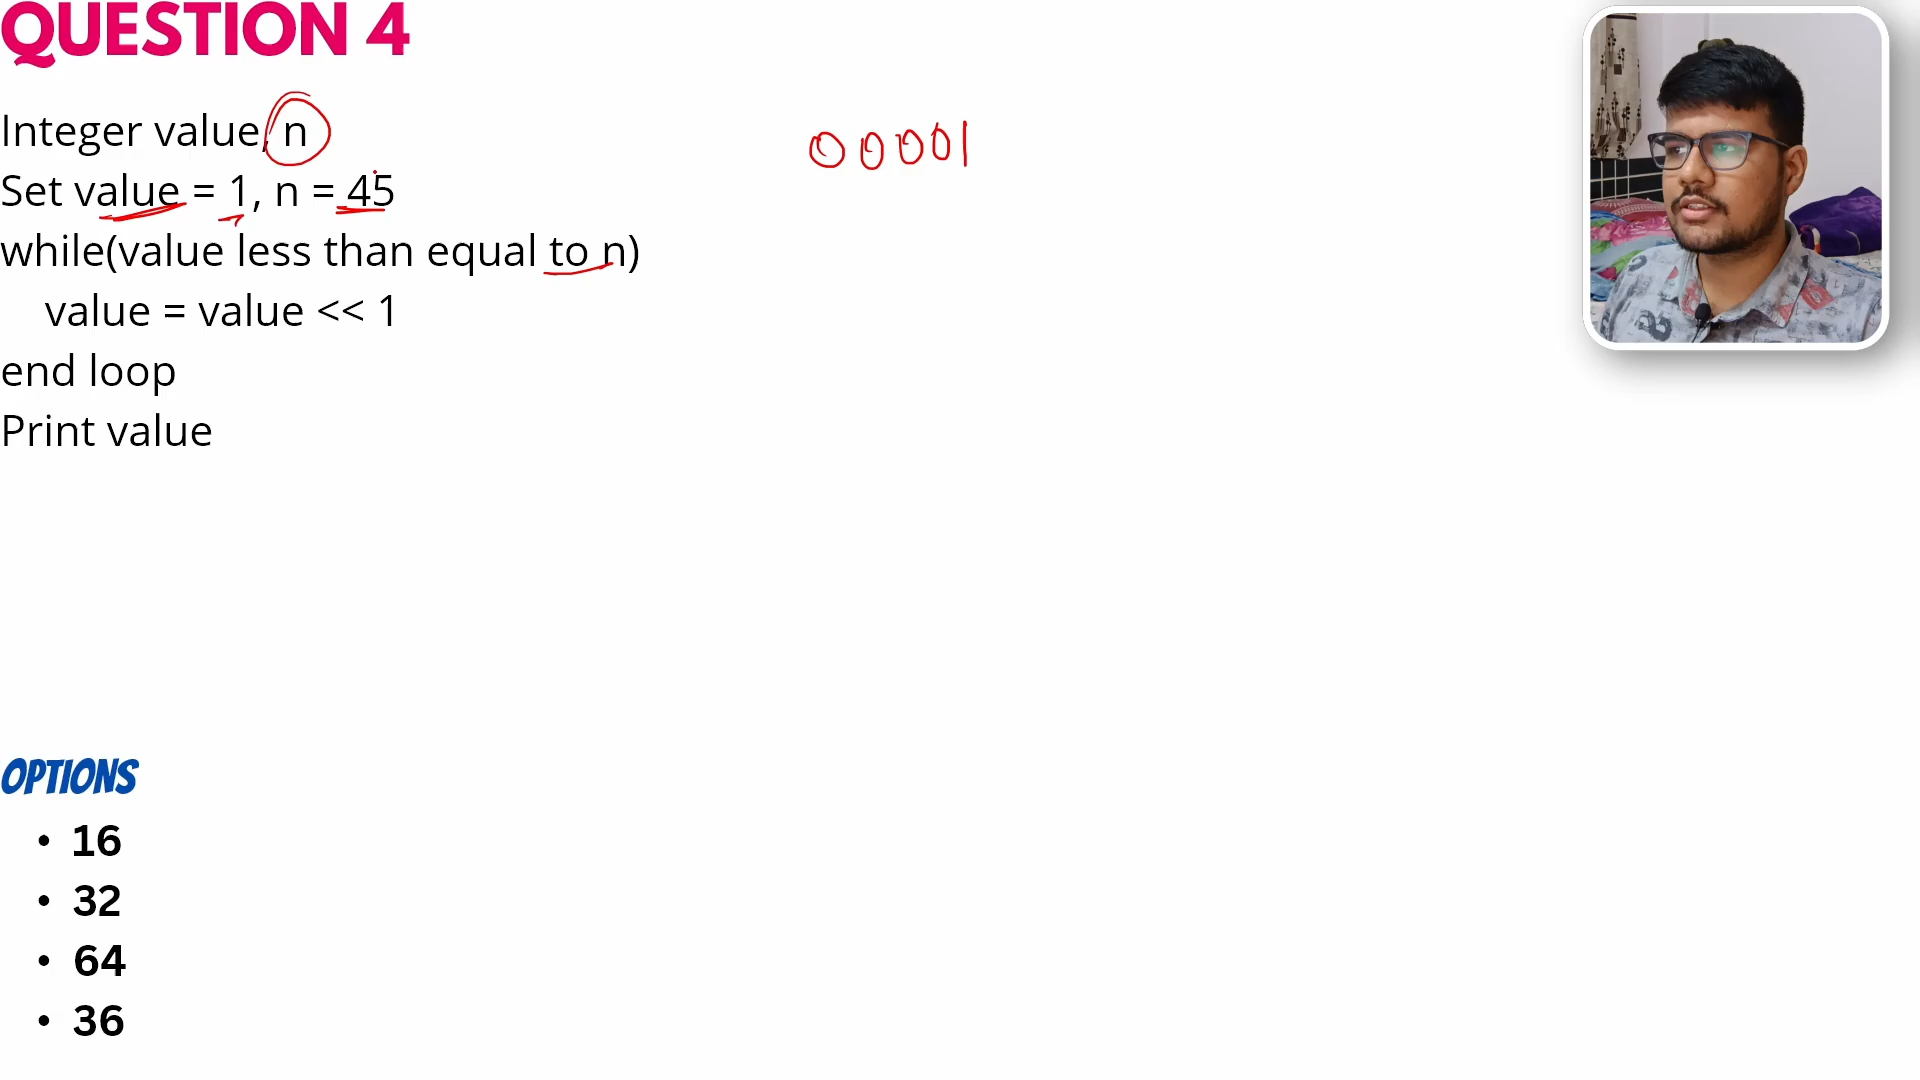 QUESTION 4
Integer value, n
00001
Set value = 1, n = 45
while(value less than equal to n)
value = value << 1
end loop
Print value
OPTIONS
• 16
• 32
• 64
• 36